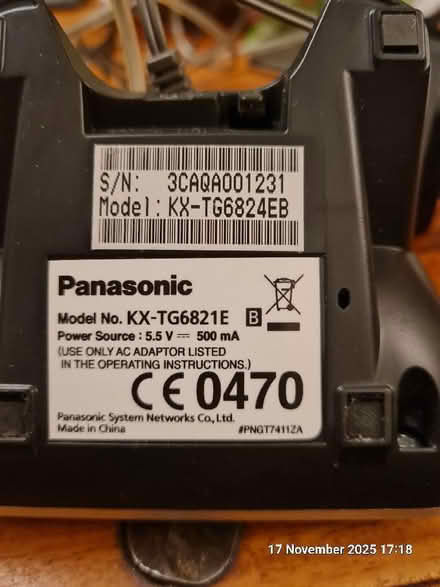 S/N: 3CAQA001231
Model: KX-TG6824EB
Panasonic
Model No. KX-TG6821E B
Power Source : 5.5 V ⎓ 500 mA
(USE ONLY AC ADAPTOR LISTED
IN THE OPERATING INSTRUCTIONS.)
CE0470
Panasonic System Networks Co., Ltd.
Made in China #PNGT7411ZA
17 November 2025 17:18